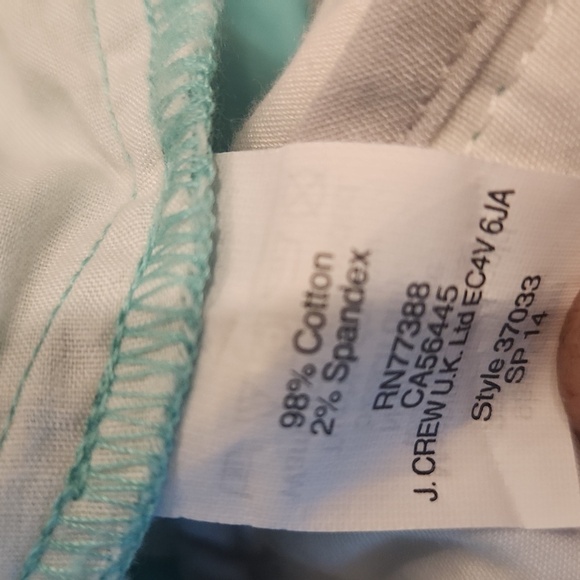 98% Cotton
2% Spandex
RN77388
CA56445
J. CREW U.K. Ltd EC4V 6JA
Style 37033
SP 14